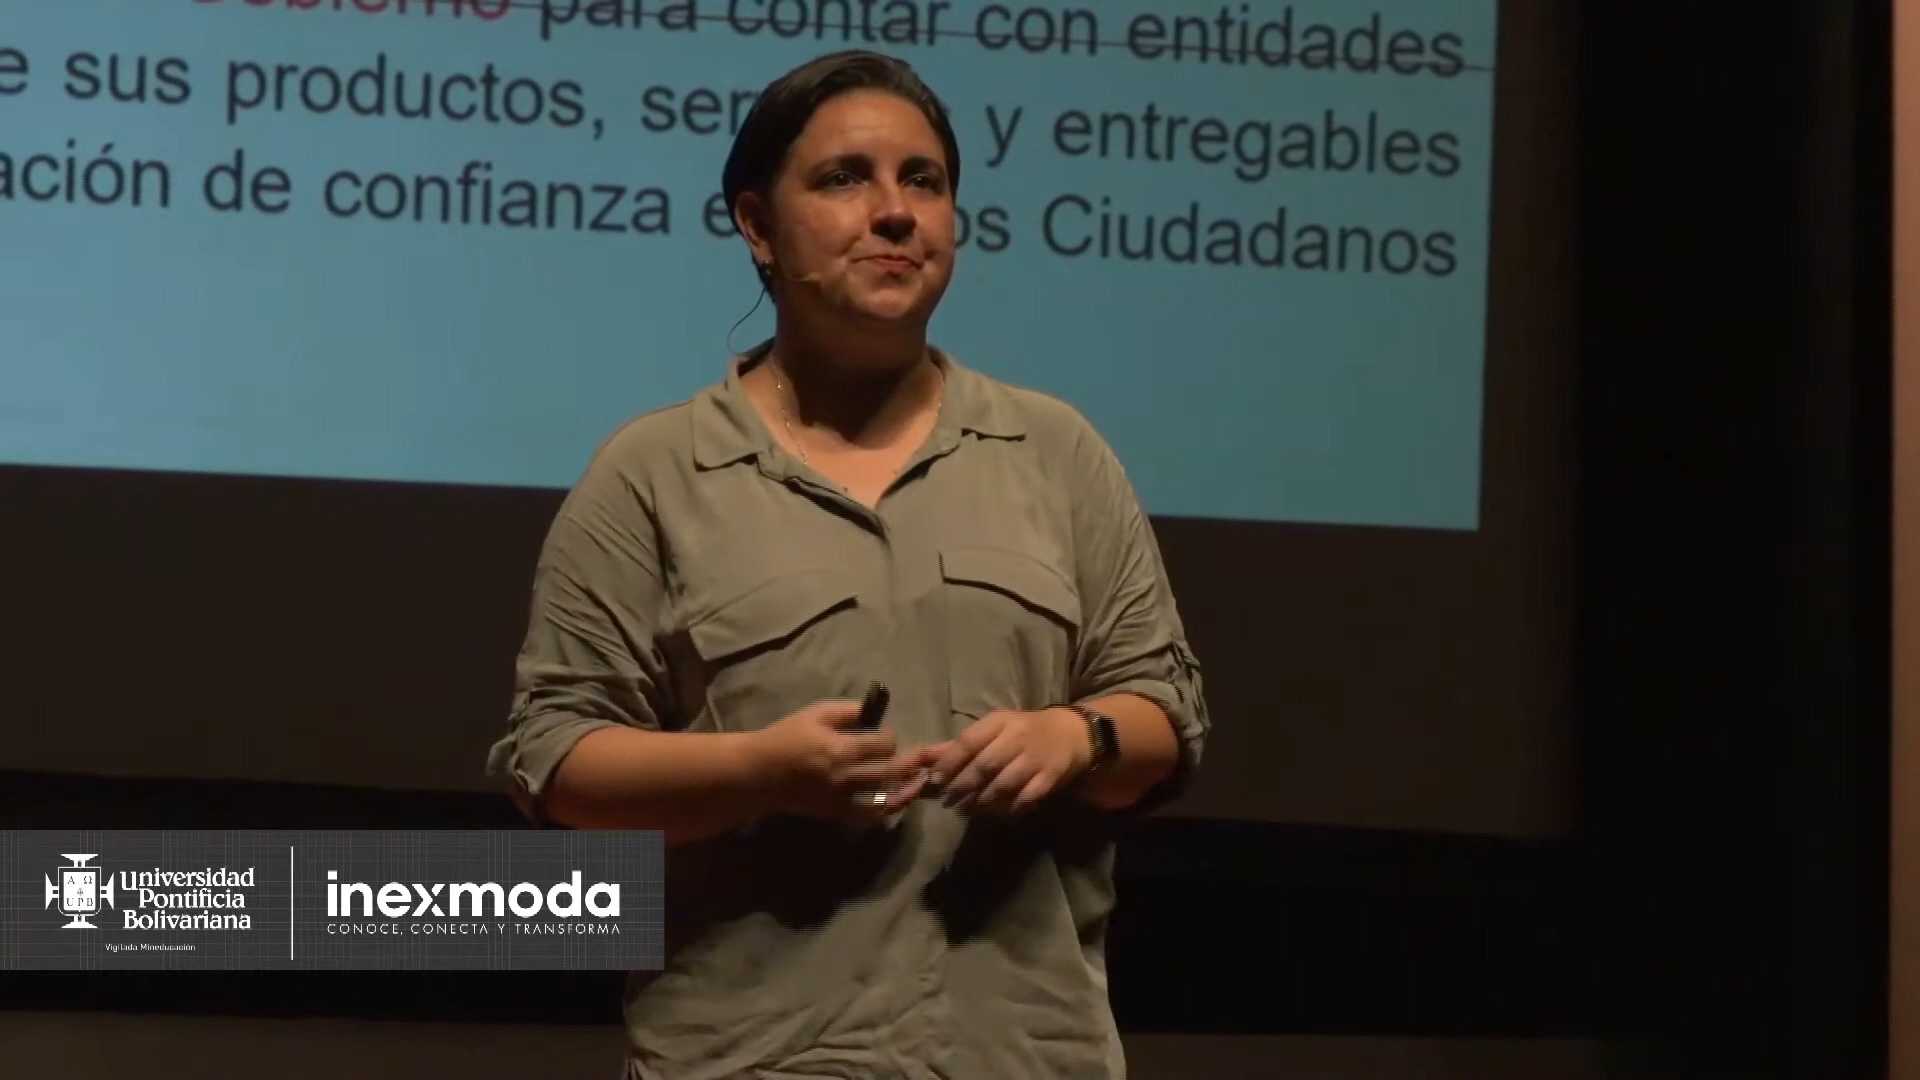 para contar con entidades
e sus productos, ser y entregables
ación de confianza e os Ciudadanos
A Ω
UPB
Universidad
Pontificia
Bolivariana
Vigilada Mineducación
inexmoda
CONOCE, CONECTA Y TRANSFORMA